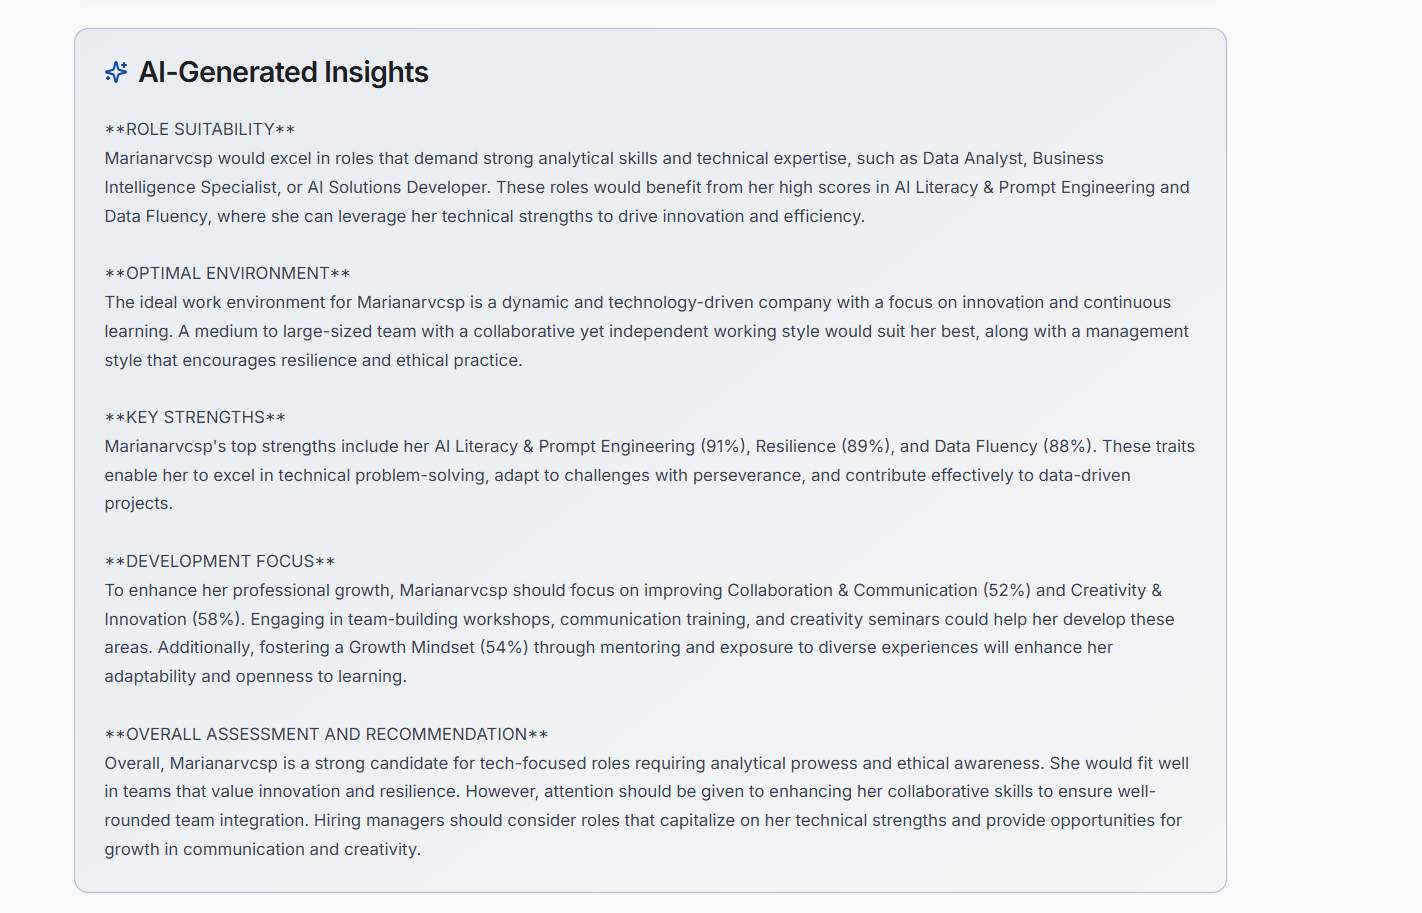 AI-Generated Insights
**ROLE SUITABILITY**
Marianarvcsp would excel in roles that demand strong analytical skills and technical expertise, such as Data Analyst, Business
Intelligence Specialist, or AI Solutions Developer. These roles would benefit from her high scores in AI Literacy & Prompt Engineering and
Data Fluency, where she can leverage her technical strengths to drive innovation and efficiency.
**OPTIMAL ENVIRONMENT**
The ideal work environment for Marianarvcsp is a dynamic and technology-driven company with a focus on innovation and continuous
learning. A medium to large-sized team with a collaborative yet independent working style would suit her best, along with a management
style that encourages resilience and ethical practice.
**KEY STRENGTHS**
Marianarvcsp's top strengths include her AI Literacy & Prompt Engineering (91%), Resilience (89%), and Data Fluency (88%). These traits
enable her to excel in technical problem-solving, adapt to challenges with perseverance, and contribute effectively to data-driven
projects.
**DEVELOPMENT FOCUS**
To enhance her professional growth, Marianarvcsp should focus on improving Collaboration & Communication (52%) and Creativity &
Innovation (58%). Engaging in team-building workshops, communication training, and creativity seminars could help her develop these
areas. Additionally, fostering a Growth Mindset (54%) through mentoring and exposure to diverse experiences will enhance her
adaptability and openness to learning.
**OVERALL ASSESSMENT AND RECOMMENDATION**
Overall, Marianarvcsp is a strong candidate for tech-focused roles requiring analytical prowess and ethical awareness. She would fit well
in teams that value innovation and resilience. However, attention should be given to enhancing her collaborative skills to ensure well-
rounded team integration. Hiring managers should consider roles that capitalize on her technical strengths and provide opportunities for
growth in communication and creativity.